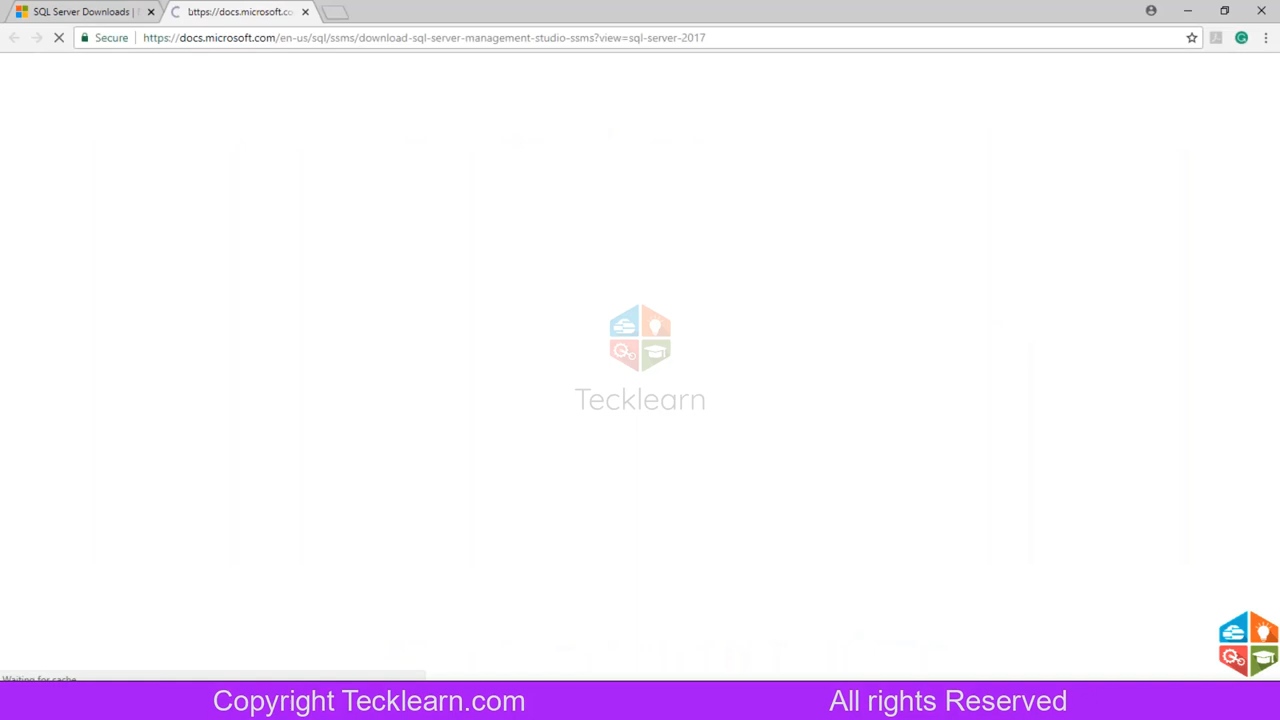 SQL Server Downloads |
https://docs.microsoft.co
Secure
https://docs.microsoft.com/en-us/sql/ssms/download-sql-server-management-studio-ssms?view=sql-server-2017
Tecklearn
Waiting for cache
Copyright Tecklearn.com
All rights Reserved